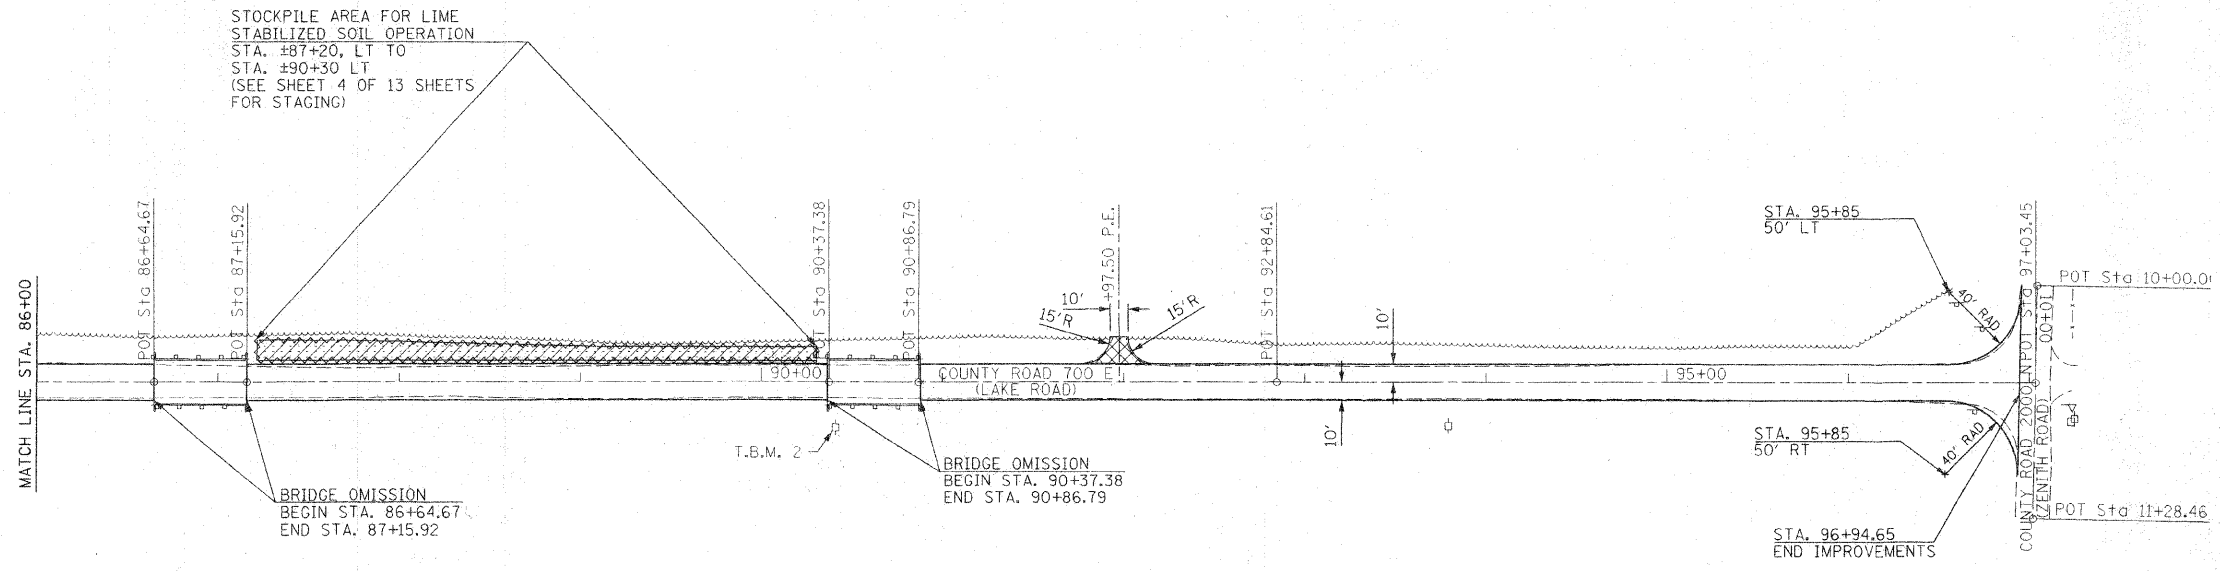 STOCKPILE AREA FOR LIME
STABILIZED SOIL OPERATION
STA. ±87+20, LT TO
STA. ±90+30 LT
(SEE SHEET 4 OF 13 SHEETS
FOR STAGING)
MATCH LINE STA. 86+00
POT Sta 86+64.67
POT Sta 87+15.92
POT Sta 90+37.38
POT Sta 90+86.79
+97.50 P.E.
10'
15'R
15'R
POT Sta 92+84.61
10'
10'
STA. 95+85
50' LT
40' RAD
POT Sta 97+03.45
POT Sta 10+00.0
10+00
90+00
COUNTY ROAD 700 E
(LAKE ROAD)
95+00
COUNTY ROAD 2000 N
(ZENITH ROAD)
T.B.M. 2
BRIDGE OMISSION
BEGIN STA. 86+64.67
END STA. 87+15.92
BRIDGE OMISSION
BEGIN STA. 90+37.38
END STA. 90+86.79
STA. 95+85
50' RT
40' RAD
POT Sta 11+28.46
STA. 96+94.65
END IMPROVEMENTS